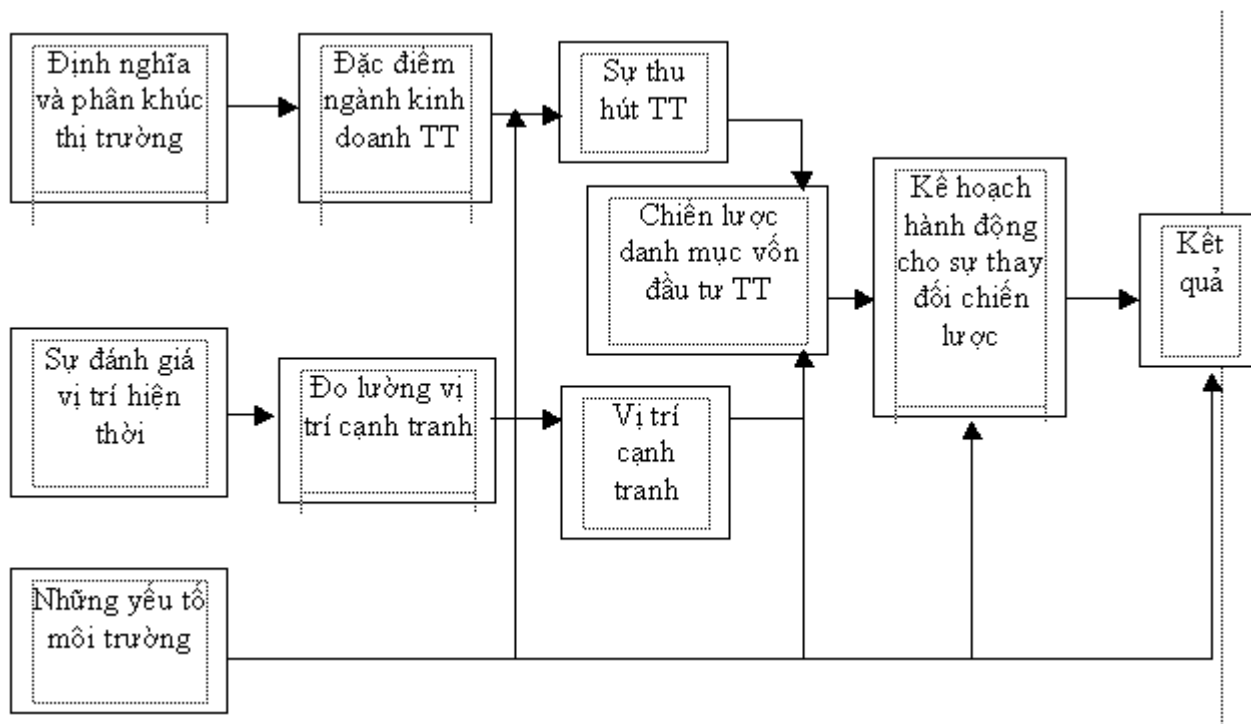 Định nghĩa
và phân khúc
thị trường
Đặc điểm
ngành kinh
doanh TT
Sự thu
hút TT
Chiến lược
danh mục vốn
đầu tư TT
Kế hoạch
hành động
cho sự thay
đổi chiến
lược
Kết
quả
Sự đánh giá
vị trí hiện
thời
Đo lường vị
trí cạnh tranh
Vị trí
cạnh
tranh
Những yếu tố
môi trường